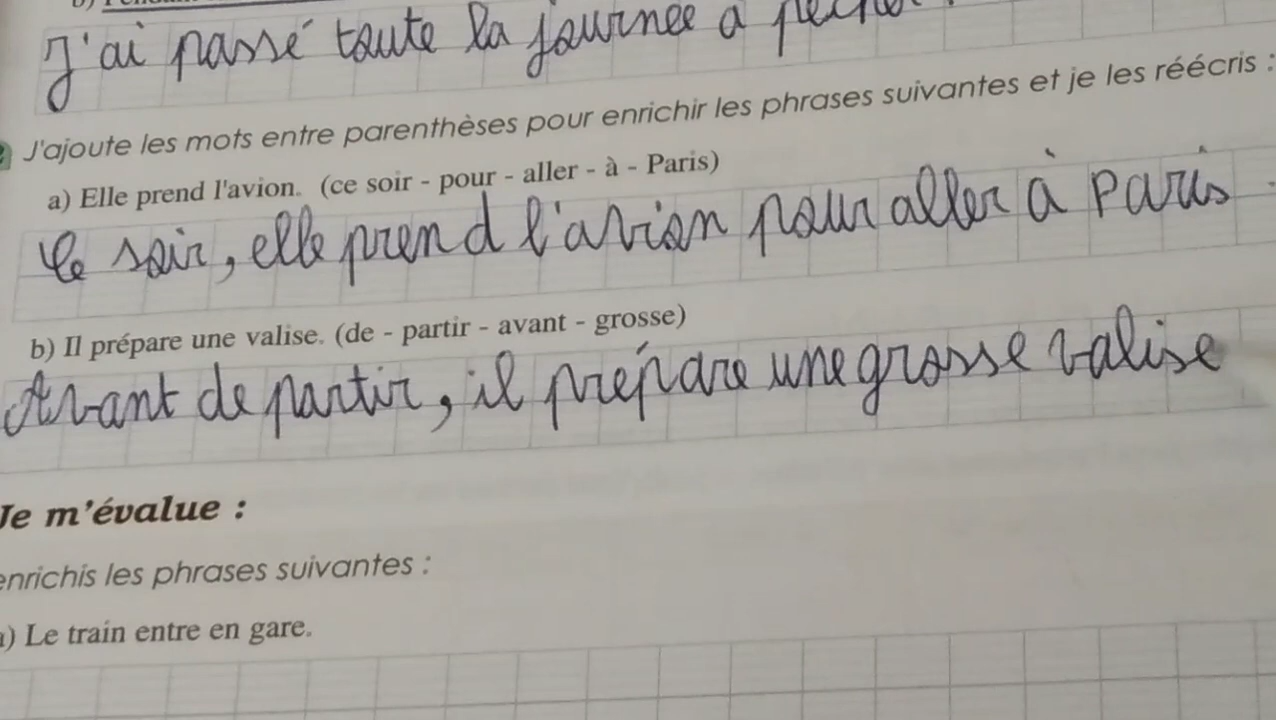 J'ai passé toute la journée à
J'ajoute les mots entre parenthèses pour enrichir les phrases suivantes et je les réécris :
a) Elle prend l'avion. (ce soir - pour - aller - à - Paris)
Ce soir, elle prend l'avion pour aller à Paris
b) Il prépare une valise. (de - partir - avant - grosse)
Avant de partir, il prépare une grosse valise
Je m'évalue :
enrichis les phrases suivantes :
a) Le train entre en gare.